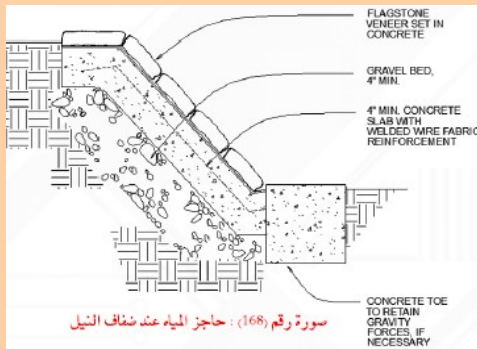 FLAGSTONE
VENEER SET IN
CONCRETE
GRAVEL BED,
4" MIN.
4" MIN. CONCRETE
SLAB WITH
WELDED WIRE FABRIC
REINFORCEMENT
CONCRETE TOE
TO RETAIN
GRAVITY
FORCES, IF
NECESSARY
صورة رقم (168) : حاجز المياه عند ضفاف النيل